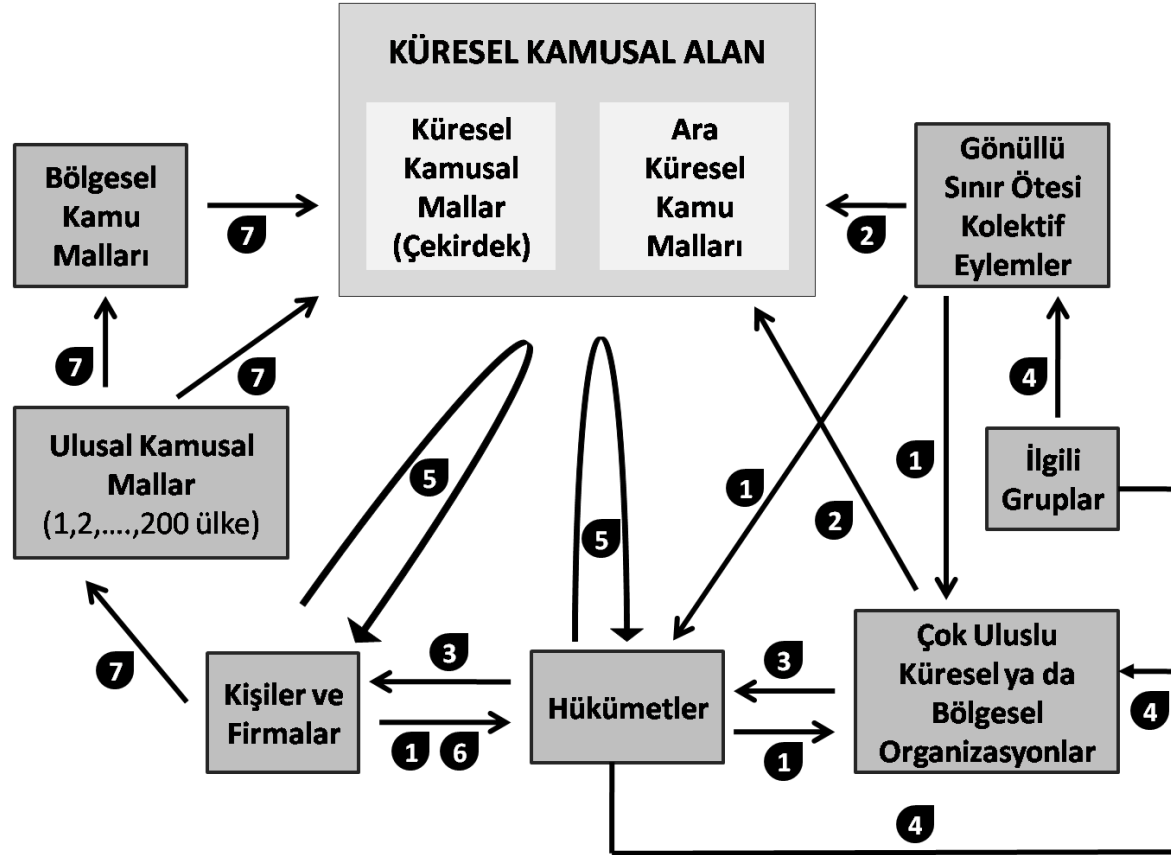 KÜRESEL KAMUSAL ALAN
Küresel
Kamusal
Mallar
(Çekirdek)
Ara
Küresel
Kamu
Malları
Bölgesel
Kamu
Malları
7
Gönüllü
Sınır Ötesi
Kolektif
Eylemler
2
7
7
4
Ulusal Kamusal
Mallar
(1,2,....,200 ülke)
İlgili
Gruplar
5
5
1
1
2
7
Kişiler ve
Firmalar
3
1 6
Hükümetler
3
1
Çok Uluslu
Küresel ya da
Bölgesel
Organizasyonlar
4
4